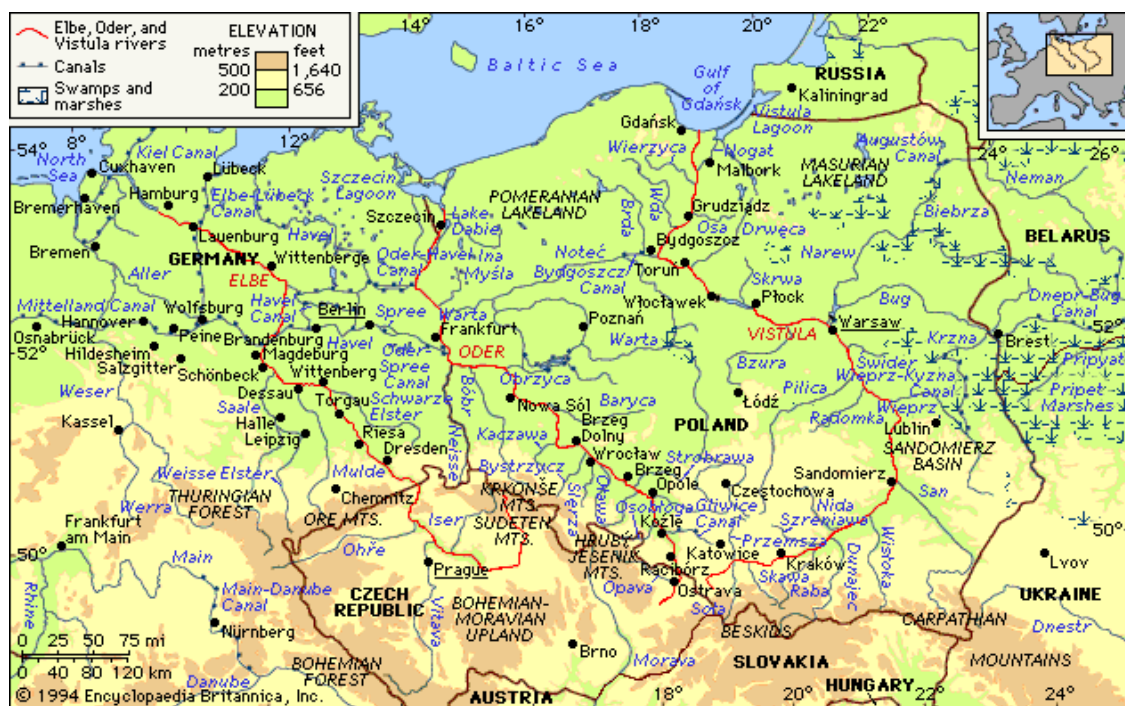 Elbe, Oder, and
Vistula rivers
Canals
Swamps and
marshes
ELEVATION
metres feet
500 1,640
200 656
14°
16°
18°
20°
22°
Baltic Sea
Gulf
of
Gdańsk
RUSSIA
Kaliningrad
Vistula
Lagoon
Gdańsk
54°
8°
10°
12°
North
Sea
Kiel Canal
Cuxhaven
Lübeck
Hamburg
Elbe-Lübeck
Canal
Bremerhaven
Szczecin
Lagoon
Wierzyca
Nogat
Malbork
MASURIAN
LAKELAND
Augustów
Canal
24°
26°
Neman
POMERANIAN
LAKELAND
Szczecin
Lake
Dabie
Wda
Brda
Grudziądz
Osa
Drwęca
Biebrza
BELARUS
Bremen
Lauenburg
Havel
GERMANY
Wittenberge
ELBE
Oder-Havel
Canal
Ina
Myśla
Noteć
Bydgoszcz
Canal
Bydgoszoz
Toruń
Narew
Aller
Włocławek
Skrwa
Płock
Bug
Dnepr-Bug
Canal
Mittelland Canal
Wolfsburg
Havel
Canal
Berlin
Spree
Warta
Poznań
VISTULA
Warsaw
52°
Hannover
Osnabrück
Peine
Brandenburg
Havel
Frankfurt
ODER
Warta
Krzna
Brest
52°
Hildesheim
Magdeburg
Oder-
Spree
Canal
Bzura
Swider
Wieprz-Kyzna
Canal
Pripyat
Salzgitter
Schönbeck
Wittenberg
Obrzyca
Pilica
Pripet
Marshes
Weser
Dessau
Torgau
Schwarze
Elster
Bóbr
Neisse
Nowa Sól
Barycz
Łódź
Radomka
Wieprz
Kassel
Saale
Halle
Leipzig
Riesa
Dresden
Kaczawa
Brzeg
Dolny
POLAND
Lublin
SANDOMIERZ
BASIN
Weisse Elster
Mulde
Bystrzyc
Wrocław
Brzeg
Opole
Strobrawa
Częstochowa
Sandomierz
San
Werra
THURINGIAN
FOREST
Chemnitz
ORE MTS.
KRKONŠE
MTS.
SUDETEN
MTS.
Osobłoga
Gliwice
Canal
Nida
Szreniawa
Frankfurt
am Main
Iser
Koźle
Przemsza
50°
50°
Main
Ohře
Prague
HRUBÝ
JESENÍK
MTS.
Katowice
Racibórz
Kraków
Dunajec
Wisłoka
Lvov
Rhine
Main-Danube
Canal
CZECH
REPUBLIC
Vltava
BOHEMIAN-
MORAVIAN
UPLAND
Opava
Ostrava
Skawa
Raba
Soła
UKRAINE
0 25 50 75 mi
Nürnberg
BESKIDS
CARPATHIAN
MOUNTAINS
Dnestr
0 40 80 120 km
BOHEMIAN
FOREST
Brno
Morava
SLOVAKIA
Danube
© 1994 Encyclopaedia Britannica, Inc.
AUSTRIA
18°
20°
HUNGARY
22°
24°